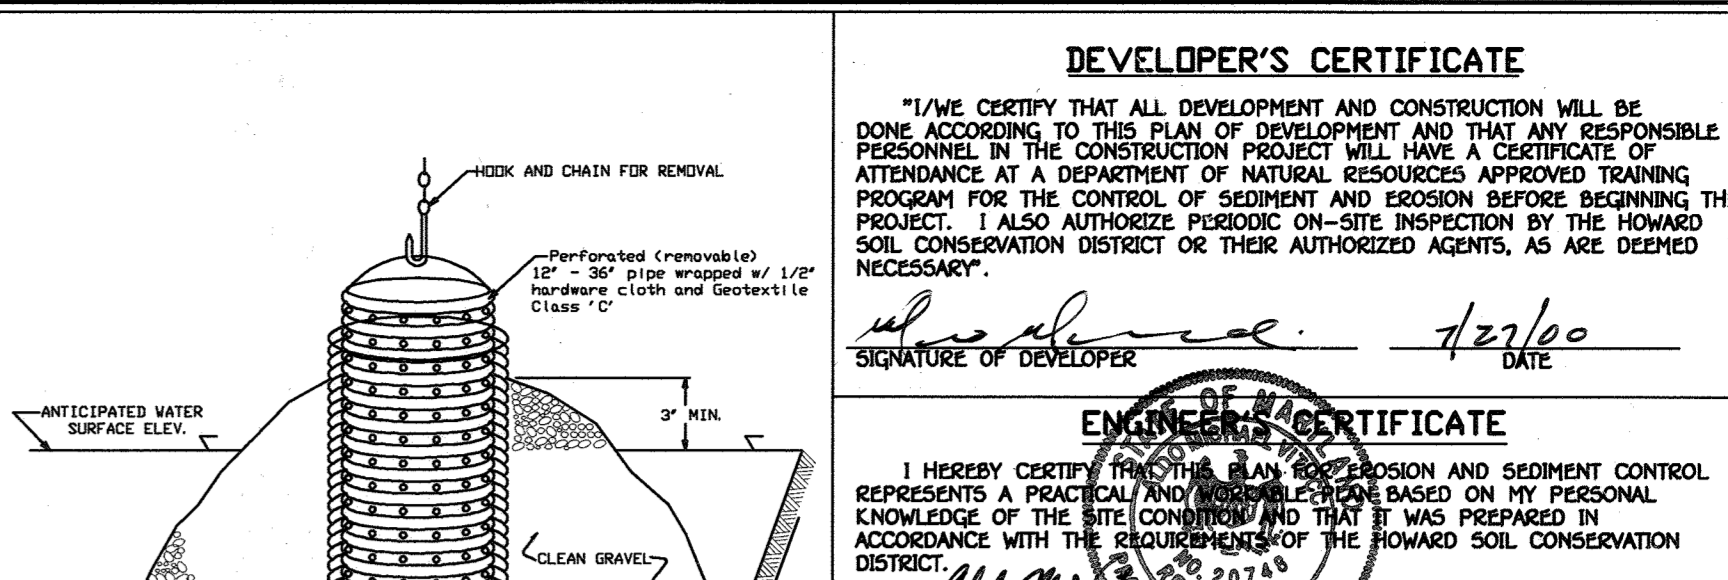 HOOK AND CHAIN FOR REMOVAL
Perforated (removable)
12" - 36" pipe wrapped w/ 1/2"
hardware cloth and Geotextile
Class 'C'
ANTICIPATED WATER
SURFACE ELEV.
3" MIN.
CLEAN GRAVEL
DEVELOPER'S CERTIFICATE
"I/WE CERTIFY THAT ALL DEVELOPMENT AND CONSTRUCTION WILL BE
DONE ACCORDING TO THIS PLAN OF DEVELOPMENT AND THAT ANY RESPONSIBLE
PERSONNEL IN THE CONSTRUCTION PROJECT WILL HAVE A CERTIFICATE OF
ATTENDANCE AT A DEPARTMENT OF NATURAL RESOURCES APPROVED TRAINING
PROGRAM FOR THE CONTROL OF SEDIMENT AND EROSION BEFORE BEGINNING TH
PROJECT. I ALSO AUTHORIZE PERIODIC ON-SITE INSPECTION BY THE HOWARD
SOIL CONSERVATION DISTRICT OR THEIR AUTHORIZED AGENTS, AS ARE DEEMED
NECESSARY".
7/27/00
SIGNATURE OF DEVELOPER
DATE
ENGINEER'S CERTIFICATE
STATE OF MARYLAND
I HEREBY CERTIFY THAT THIS PLAN FOR EROSION AND SEDIMENT CONTROL
REPRESENTS A PRACTICAL AND WORKABLE PLAN BASED ON MY PERSONAL
KNOWLEDGE OF THE SITE CONDITION AND THAT IT WAS PREPARED IN
ACCORDANCE WITH THE REQUIREMENTS OF THE HOWARD SOIL CONSERVATION
DISTRICT.
NO. 20748